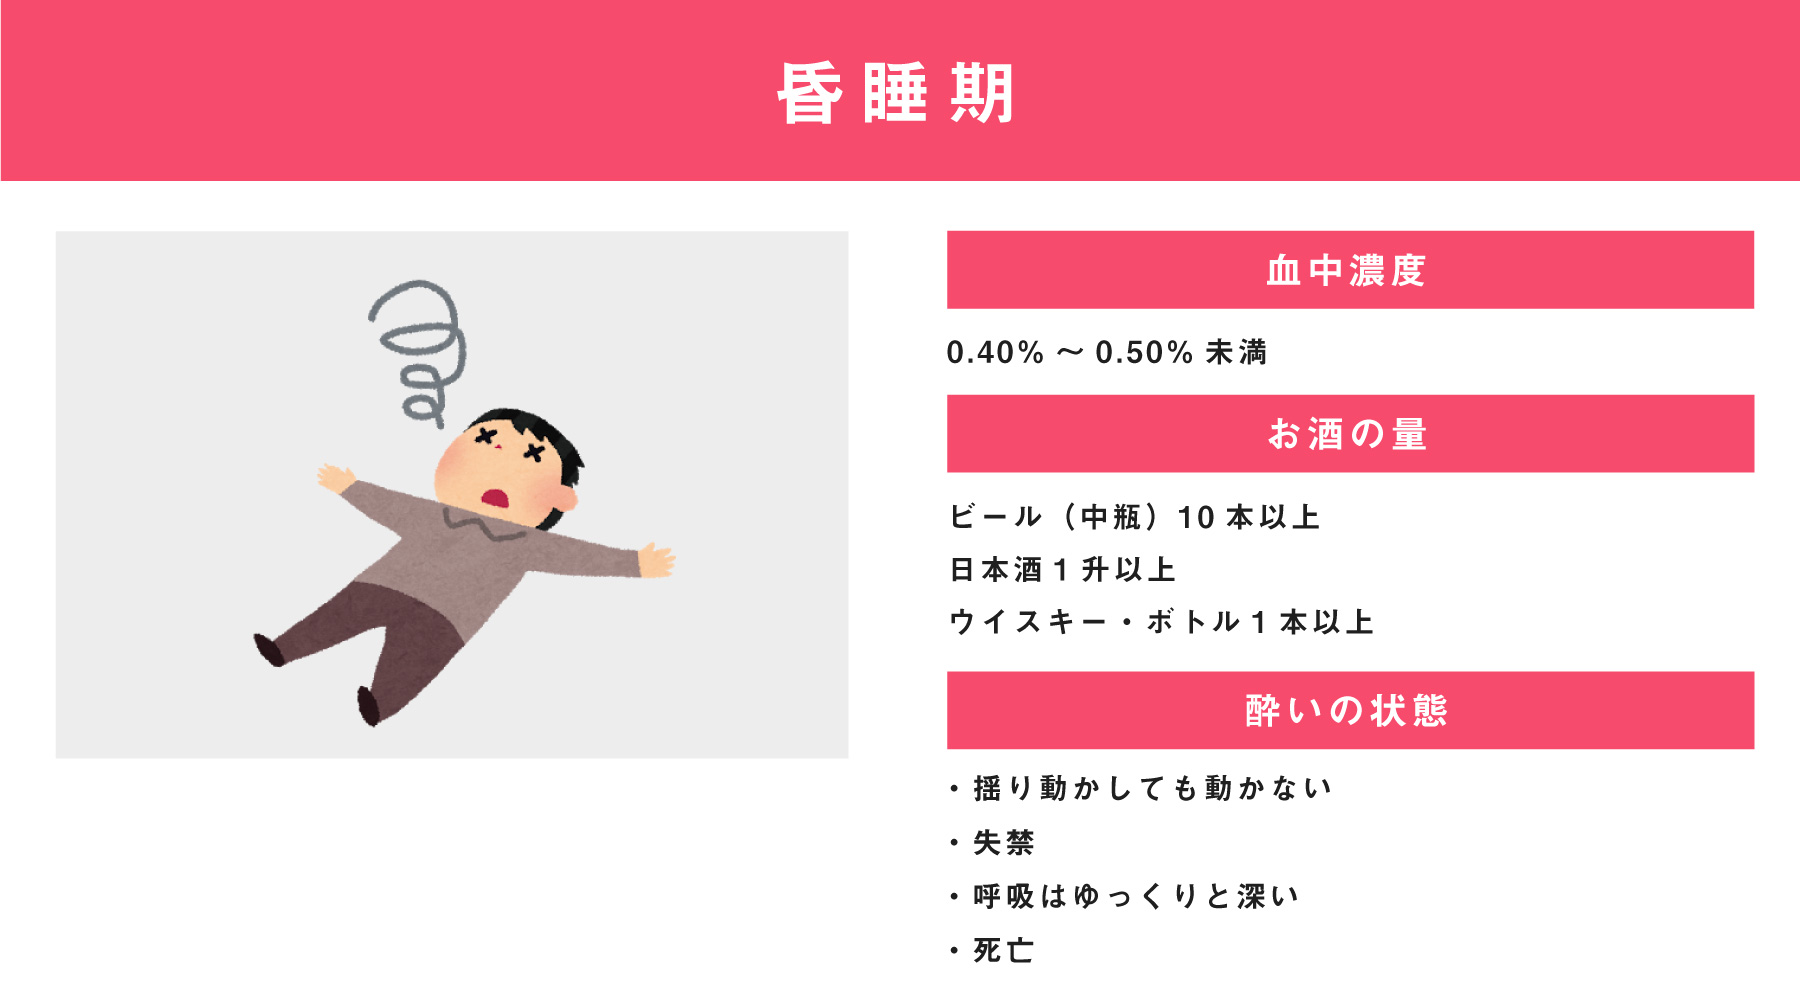 昏睡期
血中濃度
0.40% 〜 0.50% 未満
お酒の量
ビール（中瓶）10 本以上
日本酒 1 升以上
ウイスキー・ボトル 1 本以上
酔いの状態
・揺り動かしても動かない
・失禁
・呼吸はゆっくりと深い
・死亡